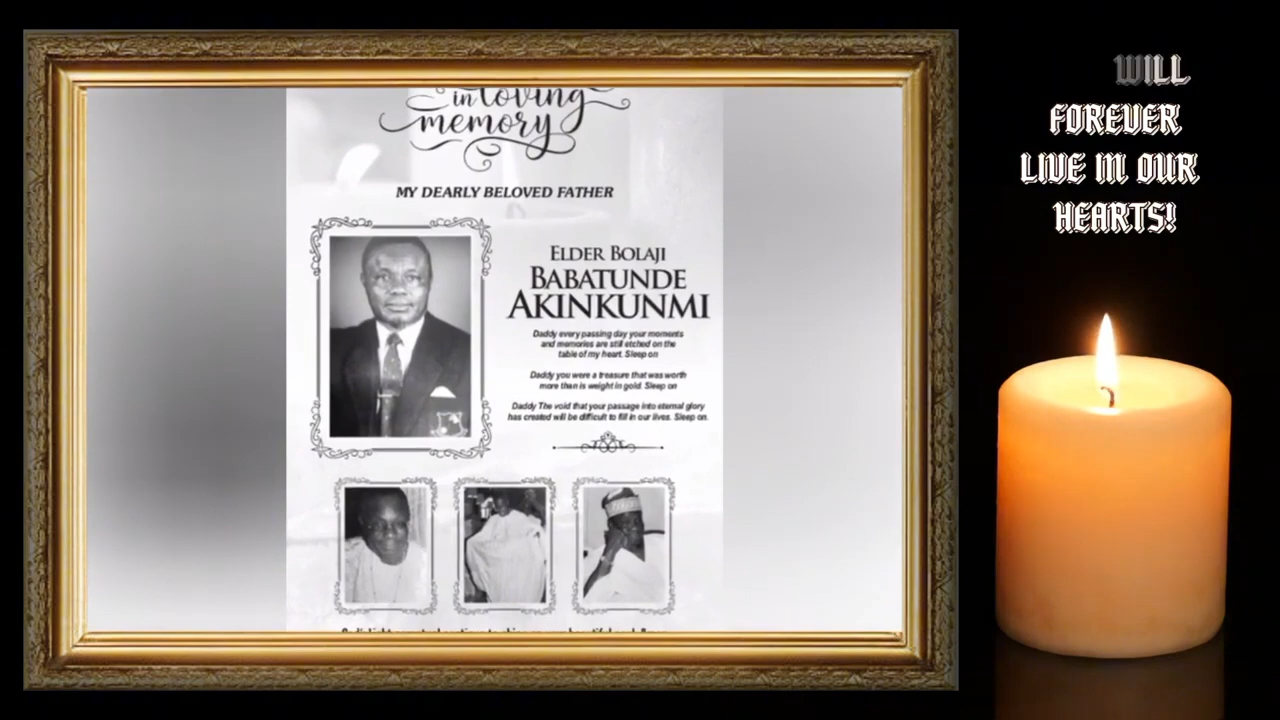 in loving
memory
MY DEARLY BELOVED FATHER
ELDER BOLAJI
BABATUNDE
AKINKUNMI
Daddy every passing day your moments
and memories are still etched on the
table of my heart. Sleep on
Daddy you were a treasure that was worth
more than is weight in gold. Sleep on
Daddy The void that your passage into eternal glory
has created will be difficult to fill in our lives. Sleep on.
WILL
FOREVER
LIVE IN OUR
HEARTS!